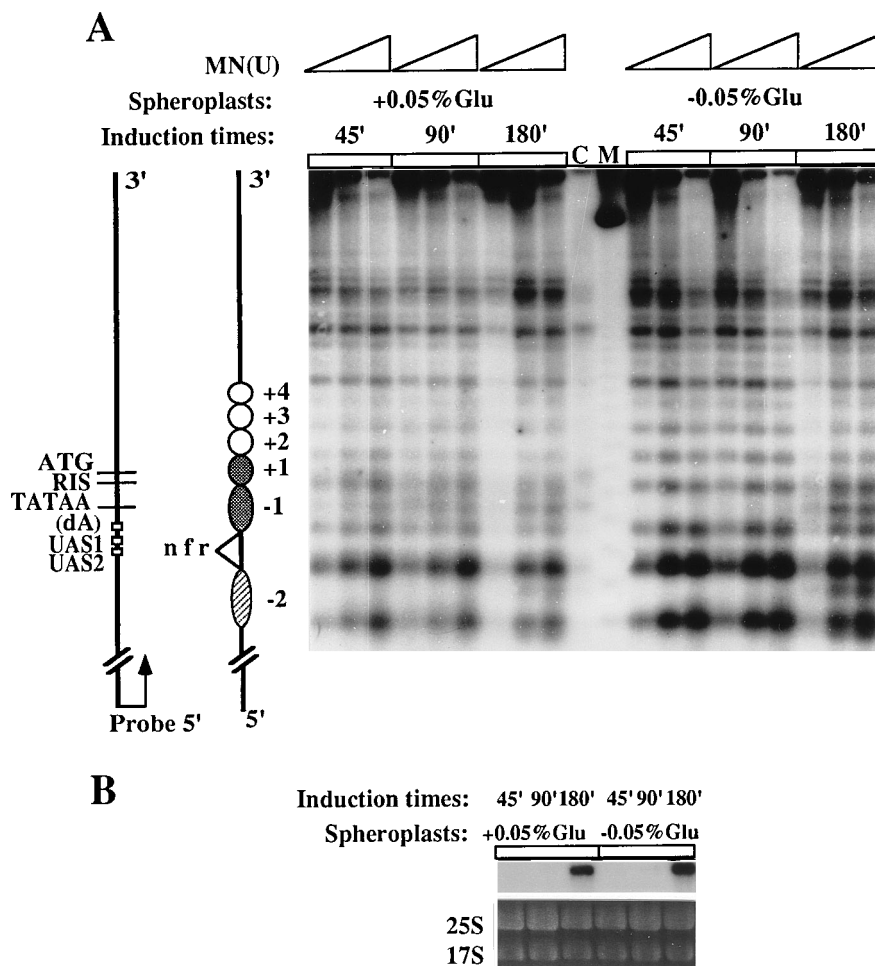 A
MN(U)
Spheroplasts: +0.05%Glu -0.05%Glu
Induction times: 45' 90' 180' C M 45' 90' 180'
3' 3'
+4
+3
+2
ATG +1
RIS
TATAA -1
(dA)
UAS1 nfr
UAS2
-2
Probe 5' 5'
B
Induction times: 45' 90' 180' 45' 90' 180'
Spheroplasts: +0.05%Glu -0.05%Glu
25S
17S